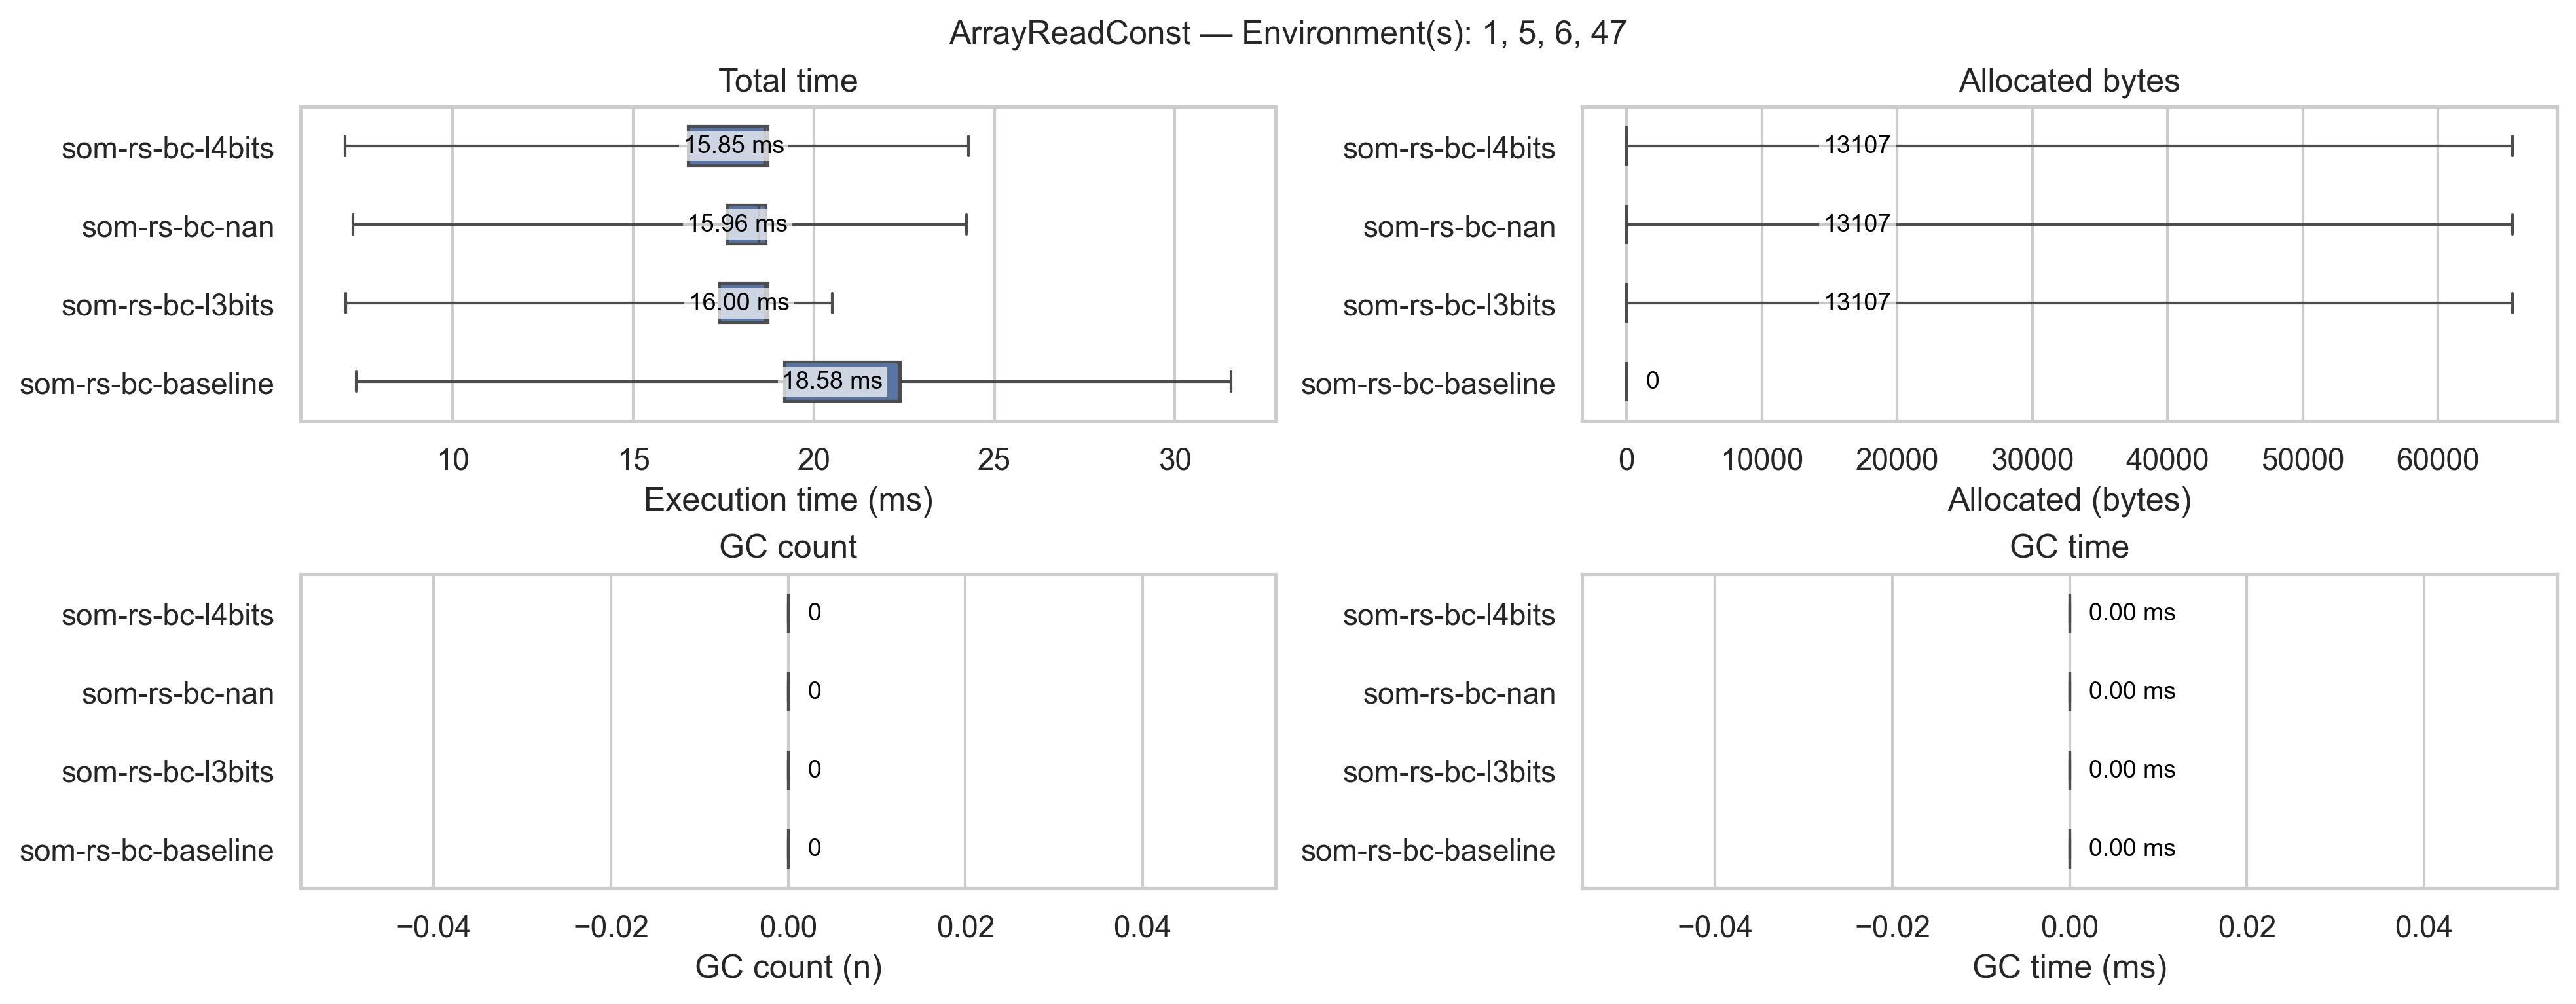 ArrayReadConst — Environment(s): 1, 5, 6, 47
Total time
som-rs-bc-l4bits
15.85 ms
som-rs-bc-nan
15.96 ms
som-rs-bc-l3bits
16.00 ms
som-rs-bc-baseline
18.58 ms
10 15 20 25 30
Execution time (ms)
Allocated bytes
som-rs-bc-l4bits
13107
som-rs-bc-nan
13107
som-rs-bc-l3bits
13107
som-rs-bc-baseline
0
0 10000 20000 30000 40000 50000 60000
Allocated (bytes)
GC count
som-rs-bc-l4bits
0
som-rs-bc-nan
0
som-rs-bc-l3bits
0
som-rs-bc-baseline
0
−0.04 −0.02 0.00 0.02 0.04
GC count (n)
GC time
som-rs-bc-l4bits
0.00 ms
som-rs-bc-nan
0.00 ms
som-rs-bc-l3bits
0.00 ms
som-rs-bc-baseline
0.00 ms
−0.04 −0.02 0.00 0.02 0.04
GC time (ms)